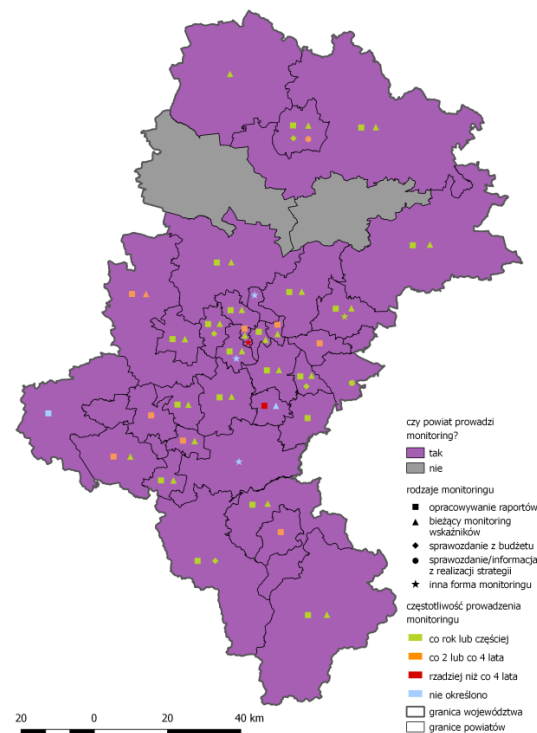 czy powiat prowadzi
monitoring?
tak
nie
rodzaje monitoringu
opracowywanie raportów
bieżący monitoring
wskaźników
sprawozdanie z budżetu
sprawozdanie/informacja
z realizacji strategii
inna forma monitoringu
częstotliwość prowadzenia
monitoringu
co rok lub częściej
co 2 lub co 4 lata
rzadziej niż co 4 lata
nie określono
granica województwa
granice powiatów
20 0 20 40 km